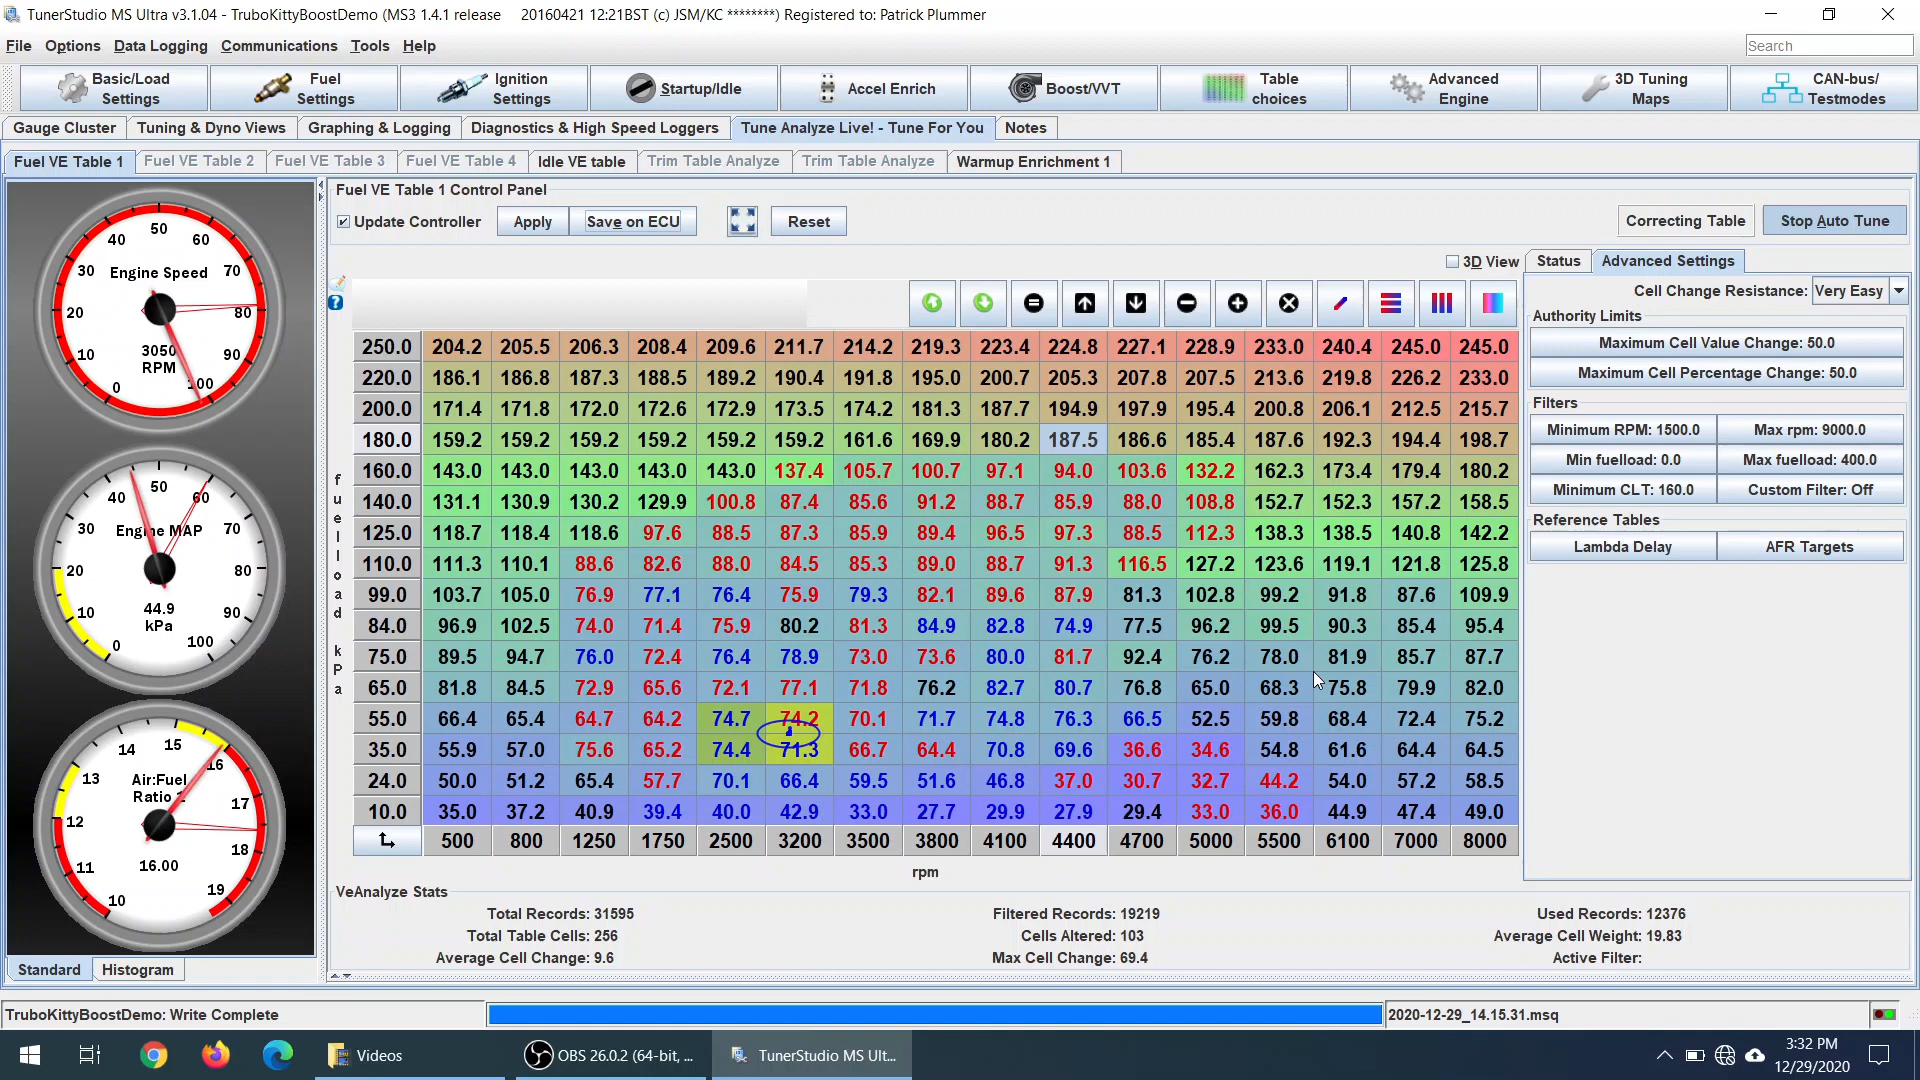 TunerStudio MS Ultra v3.1.04 - TruboKittyBoostDemo (MS3 1.4.1 release 20160421 12:21BST (c) JSM/KC ********) Registered to: Patrick Plummer
File Options Data Logging Communications Tools Help
Search
Basic/Load Settings
Fuel Settings
Ignition Settings
Startup/Idle
Accel Enrich
Boost/VVT
Table choices
Advanced Engine
3D Tuning Maps
CAN-bus/ Testmodes
Gauge Cluster Tuning & Dyno Views Graphing & Logging Diagnostics & High Speed Loggers Tune Analyze Live! - Tune For You Notes
Fuel VE Table 1 Fuel VE Table 2 Fuel VE Table 3 Fuel VE Table 4 Idle VE table Trim Table Analyze Trim Table Analyze Warmup Enrichment 1
0 10 20 30 40 50 60 70 80 90 100
Engine Speed
3050
RPM
0 10 20 30 40 50 60 70 80 90 100
Engine MAP
44.9
kPa
10 11 12 13 14 15 16 17 18 19
Air:Fuel
Ratio
16.00
Standard Histogram
Fuel VE Table 1 Control Panel
Update Controller Apply Save on ECU Reset Correcting Table Stop Auto Tune
3D View
fuelload kPa
250.0 204.2 205.5 206.3 208.4 209.6 211.7 214.2 219.3 223.4 224.8 227.1 228.9 233.0 240.4 245.0 245.0
220.0 186.1 186.8 187.3 188.5 189.2 190.4 191.8 195.0 200.7 205.3 207.8 207.5 213.6 219.8 226.2 233.0
200.0 171.4 171.8 172.0 172.6 172.9 173.5 174.2 181.3 187.7 194.9 197.9 195.4 200.8 206.1 212.5 215.7
180.0 159.2 159.2 159.2 159.2 159.2 159.2 161.6 169.9 180.2 187.5 186.6 185.4 187.6 192.3 194.4 198.7
160.0 143.0 143.0 143.0 143.0 143.0 137.4 105.7 100.7 97.1 94.0 103.6 132.2 162.3 173.4 179.4 180.2
140.0 131.1 130.9 130.2 129.9 100.8 87.4 85.6 91.2 88.7 85.9 88.0 108.8 152.7 152.3 157.2 158.5
125.0 118.7 118.4 118.6 97.6 88.5 87.3 85.9 89.4 96.5 97.3 88.5 112.3 138.3 138.5 140.8 142.2
110.0 111.3 110.1 88.6 82.6 88.0 84.5 85.3 89.0 88.7 91.3 116.5 127.2 123.6 119.1 121.8 125.8
99.0 103.7 105.0 76.9 77.1 76.4 75.9 79.3 82.1 89.6 87.9 81.3 102.8 99.2 91.8 87.6 109.9
84.0 96.9 102.5 74.0 71.4 75.9 80.2 81.3 84.9 82.8 74.9 77.5 96.2 99.5 90.3 85.4 95.4
75.0 89.5 94.7 76.0 72.4 76.4 78.9 73.0 73.6 80.0 81.7 92.4 76.2 78.0 81.9 85.7 87.7
65.0 81.8 84.5 72.9 65.6 72.1 77.1 71.8 76.2 82.7 80.7 76.8 65.0 68.3 75.8 79.9 82.0
55.0 66.4 65.4 64.7 64.2 74.7 74.2 70.1 71.7 74.8 76.3 66.5 52.5 59.8 68.4 72.4 75.2
35.0 55.9 57.0 75.6 65.2 74.4 71.3 66.7 64.4 70.8 69.6 36.6 34.6 54.8 61.6 64.4 64.5
24.0 50.0 51.2 65.4 57.7 70.1 66.4 59.5 51.6 46.8 37.0 30.7 32.7 44.2 54.0 57.2 58.5
10.0 35.0 37.2 40.9 39.4 40.0 42.9 33.0 27.7 29.9 27.9 29.4 33.0 36.0 44.9 47.4 49.0
500 800 1250 1750 2500 3200 3500 3800 4100 4400 4700 5000 5500 6100 7000 8000
rpm
Status Advanced Settings
Cell Change Resistance: Very Easy
Authority Limits
Maximum Cell Value Change: 50.0
Maximum Cell Percentage Change: 50.0
Filters
Minimum RPM: 1500.0 Max rpm: 9000.0
Min fuelload: 0.0 Max fuelload: 400.0
Minimum CLT: 160.0 Custom Filter: Off
Reference Tables
Lambda Delay AFR Targets
VeAnalyze Stats
Total Records: 31595 Filtered Records: 19219 Used Records: 12376
Total Table Cells: 256 Cells Altered: 103 Average Cell Weight: 19.83
Average Cell Change: 9.6 Max Cell Change: 69.4 Active Filter:
TruboKittyBoostDemo: Write Complete 2020-12-29_14.15.31.msq
Videos OBS 26.0.2 (64-bit, ... TunerStudio MS Ult...
3:32 PM
12/29/2020